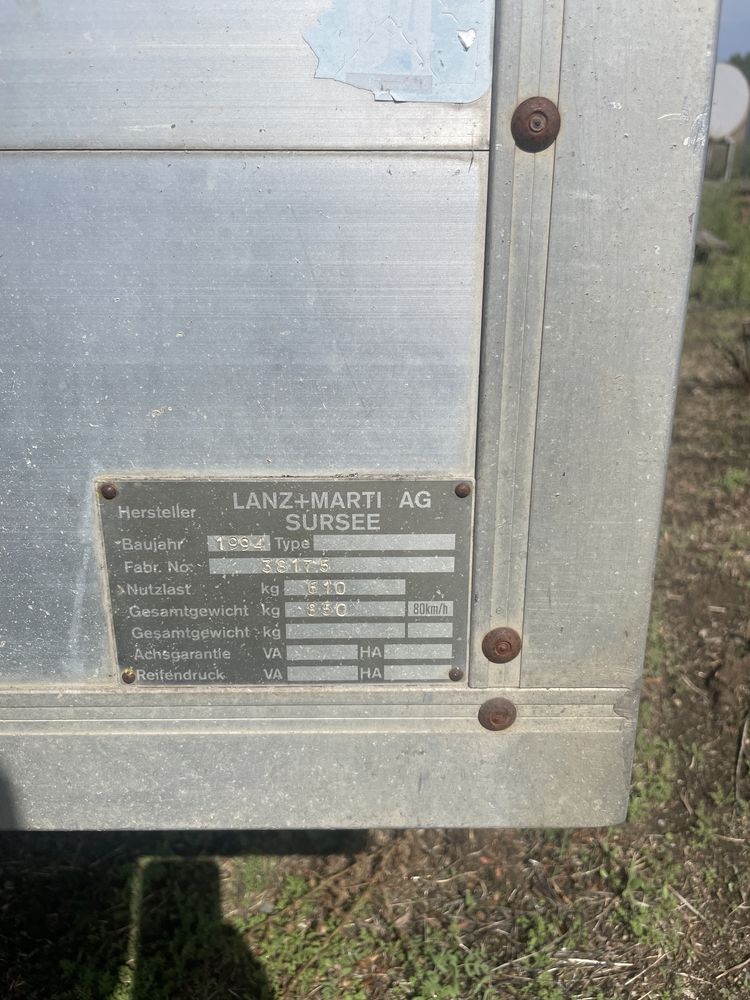 Hersteller LANZ+MARTI AG
SURSEE
Baujahr 1994 Type
Fabr. No. 38175
Nutzlast kg 610
Gesamtgewicht kg 850 80km/h
Gesamtgewicht kg
Achsgarantie VA HA
Reifendruck VA HA